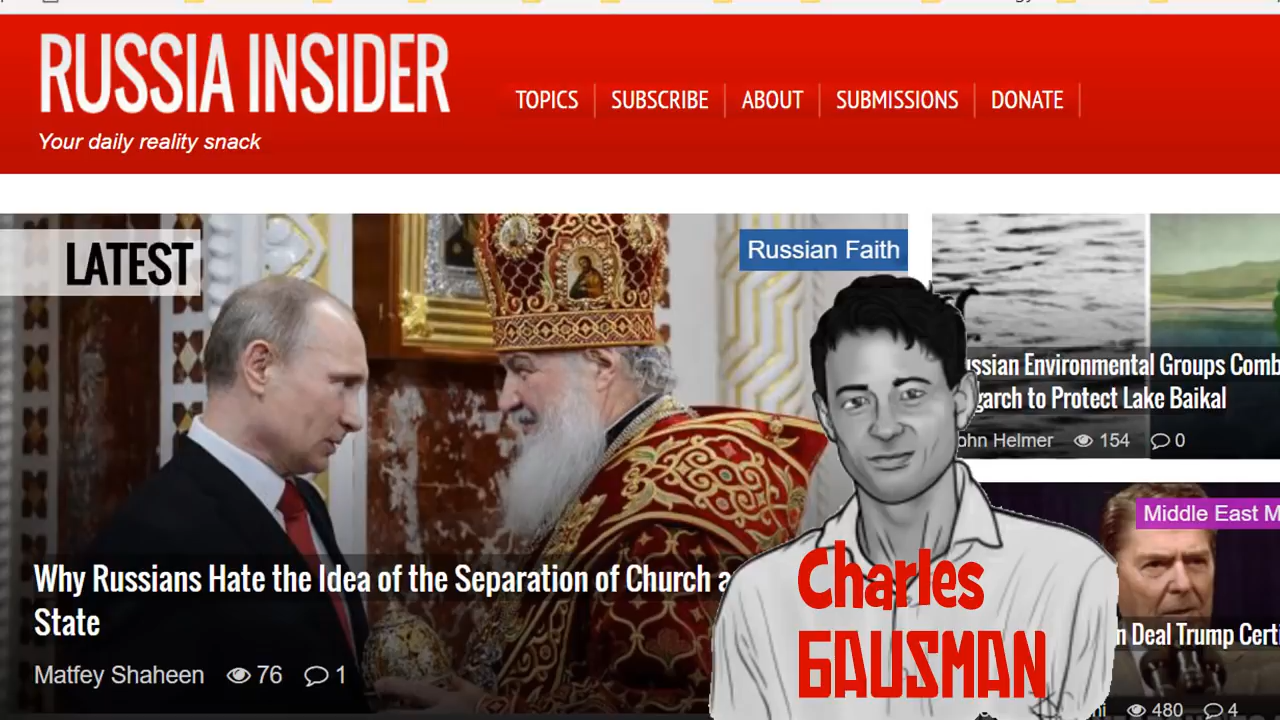 RUSSIA INSIDER
Your daily reality snack
TOPICS
SUBSCRIBE
ABOUT
SUBMISSIONS
DONATE
LATEST
Russian Faith
Why Russians Hate the Idea of the Separation of Church a
State
Matfey Shaheen 76 1
ussian Environmental Groups Comb
garch to Protect Lake Baikal
ohn Helmer 154 0
Middle East M
n Deal Trump Certi
480 4
Charles
БAUSMAN